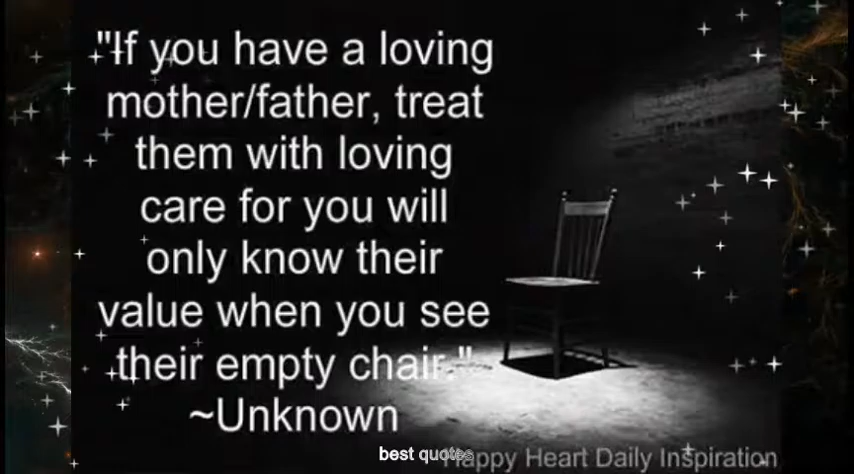 "If you have a loving
mother/father, treat
them with loving
care for you will
only know their
value when you see
their empty chair."
~Unknown
best quotes
Happy Heart Daily Inspiration